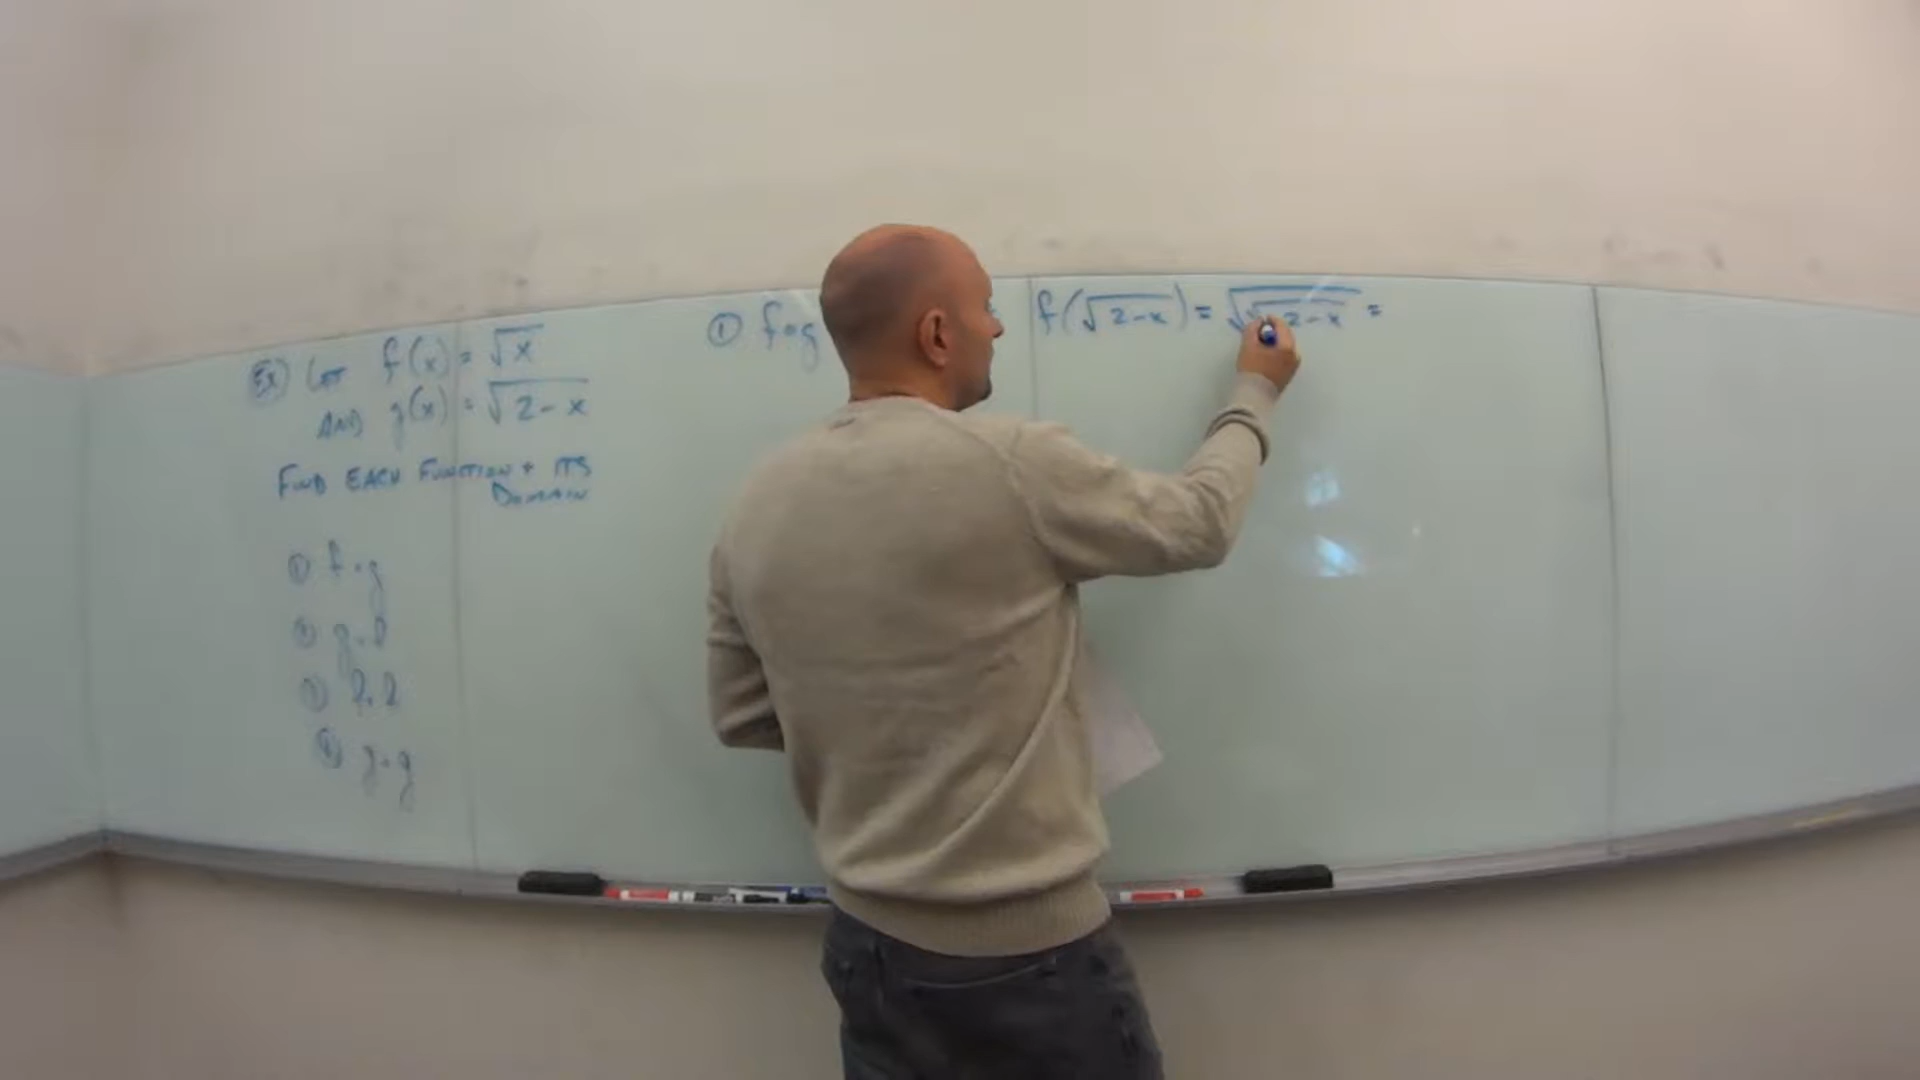 Ex) Let f(x) = √x
AND g(x) = √(2-x)
FIND EACH FUNCTION + ITS
DOMAIN
① f∘g
② g∘f
③ f∘f
④ g∘g
① f∘g f(√(2-x)) = √(√(2-x)) =